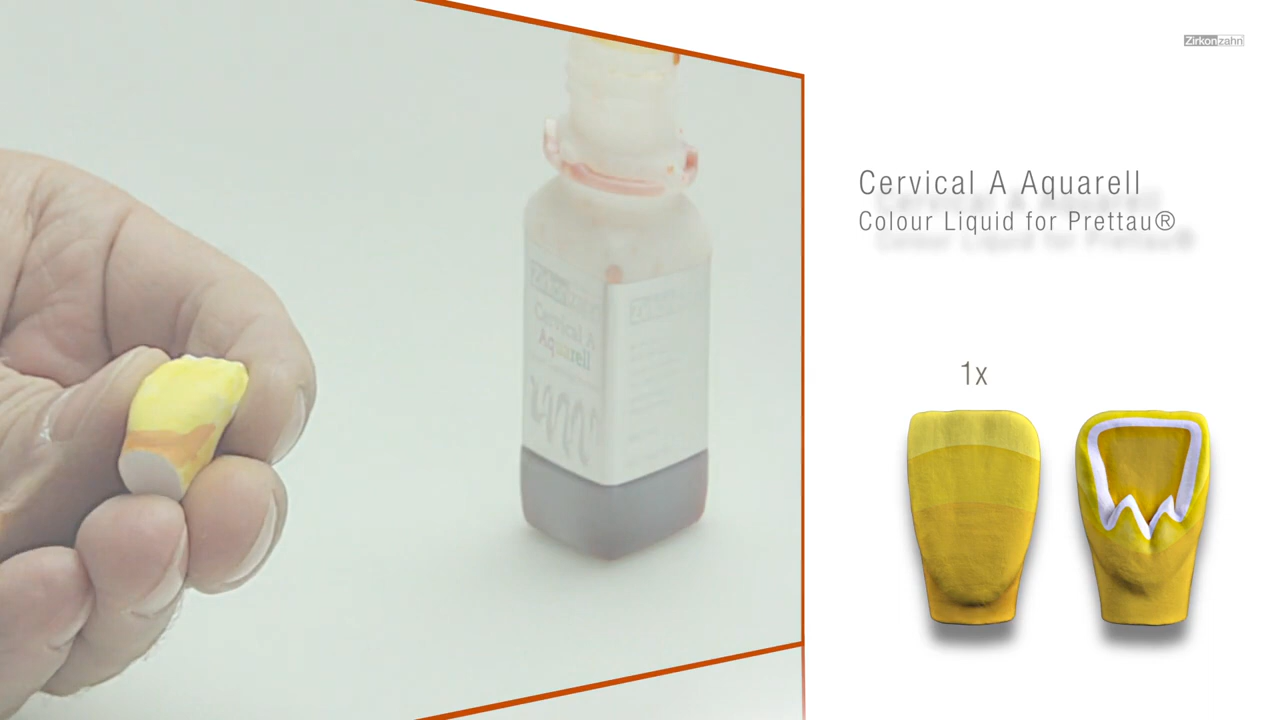 Zirkonzahn
Cervical A Aquarell
Colour Liquid for Prettau®
1x
Cervical A
Aquarell